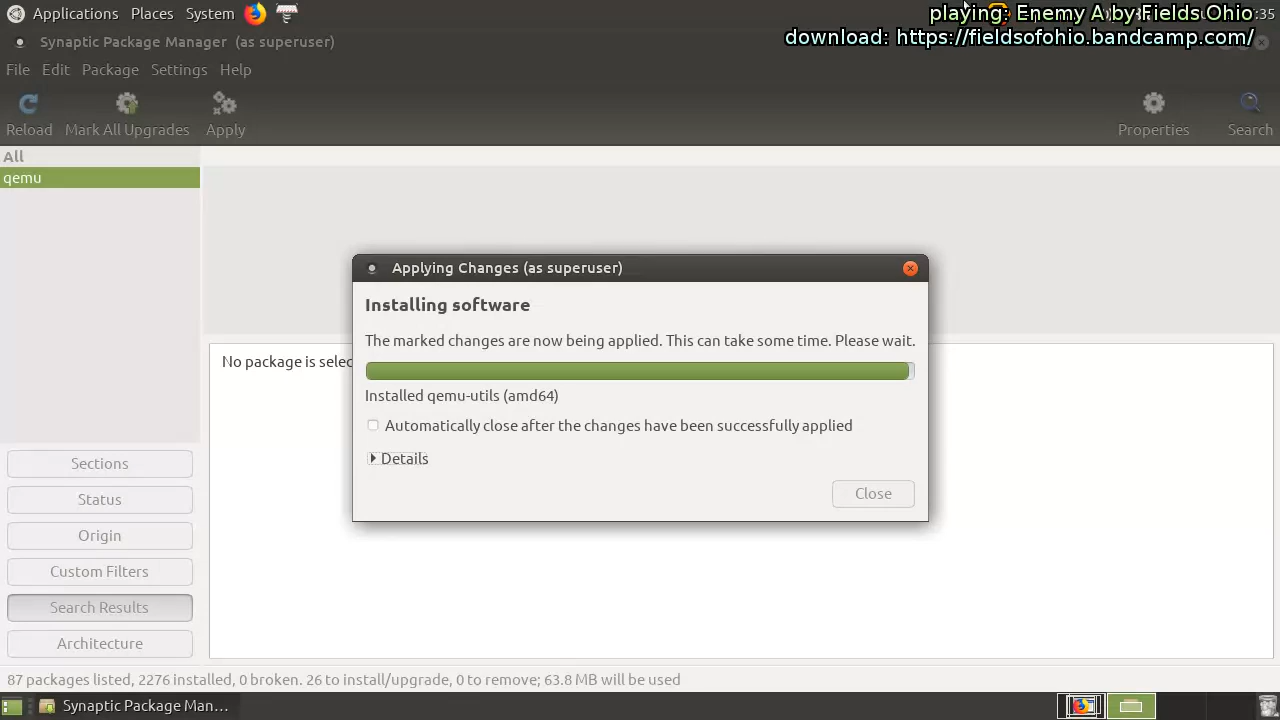 Applications Places System
playing: Enemy A by Fields Ohio
:35
Synaptic Package Manager (as superuser)
download: https://fieldsofohio.bandcamp.com/
File Edit Package Settings Help
Reload Mark All Upgrades Apply Properties Search
All
qemu
Applying Changes (as superuser)
Installing software
The marked changes are now being applied. This can take some time. Please wait.
No package is selec
Installed qemu-utils (amd64)
Automatically close after the changes have been successfully applied
Details
Close
Sections
Status
Origin
Custom Filters
Search Results
Architecture
87 packages listed, 2276 installed, 0 broken. 26 to install/upgrade, 0 to remove; 63.8 MB will be used
Synaptic Package Man...